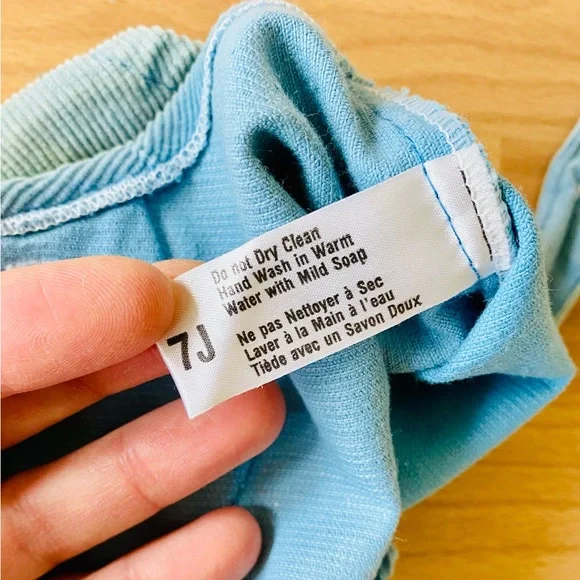 Do not Dry Clean
Hand Wash in Warm
Water with Mild Soap
Ne pas Nettoyer à Sec
Laver à la Main à l'eau
Tiède avec un Savon Doux
7J